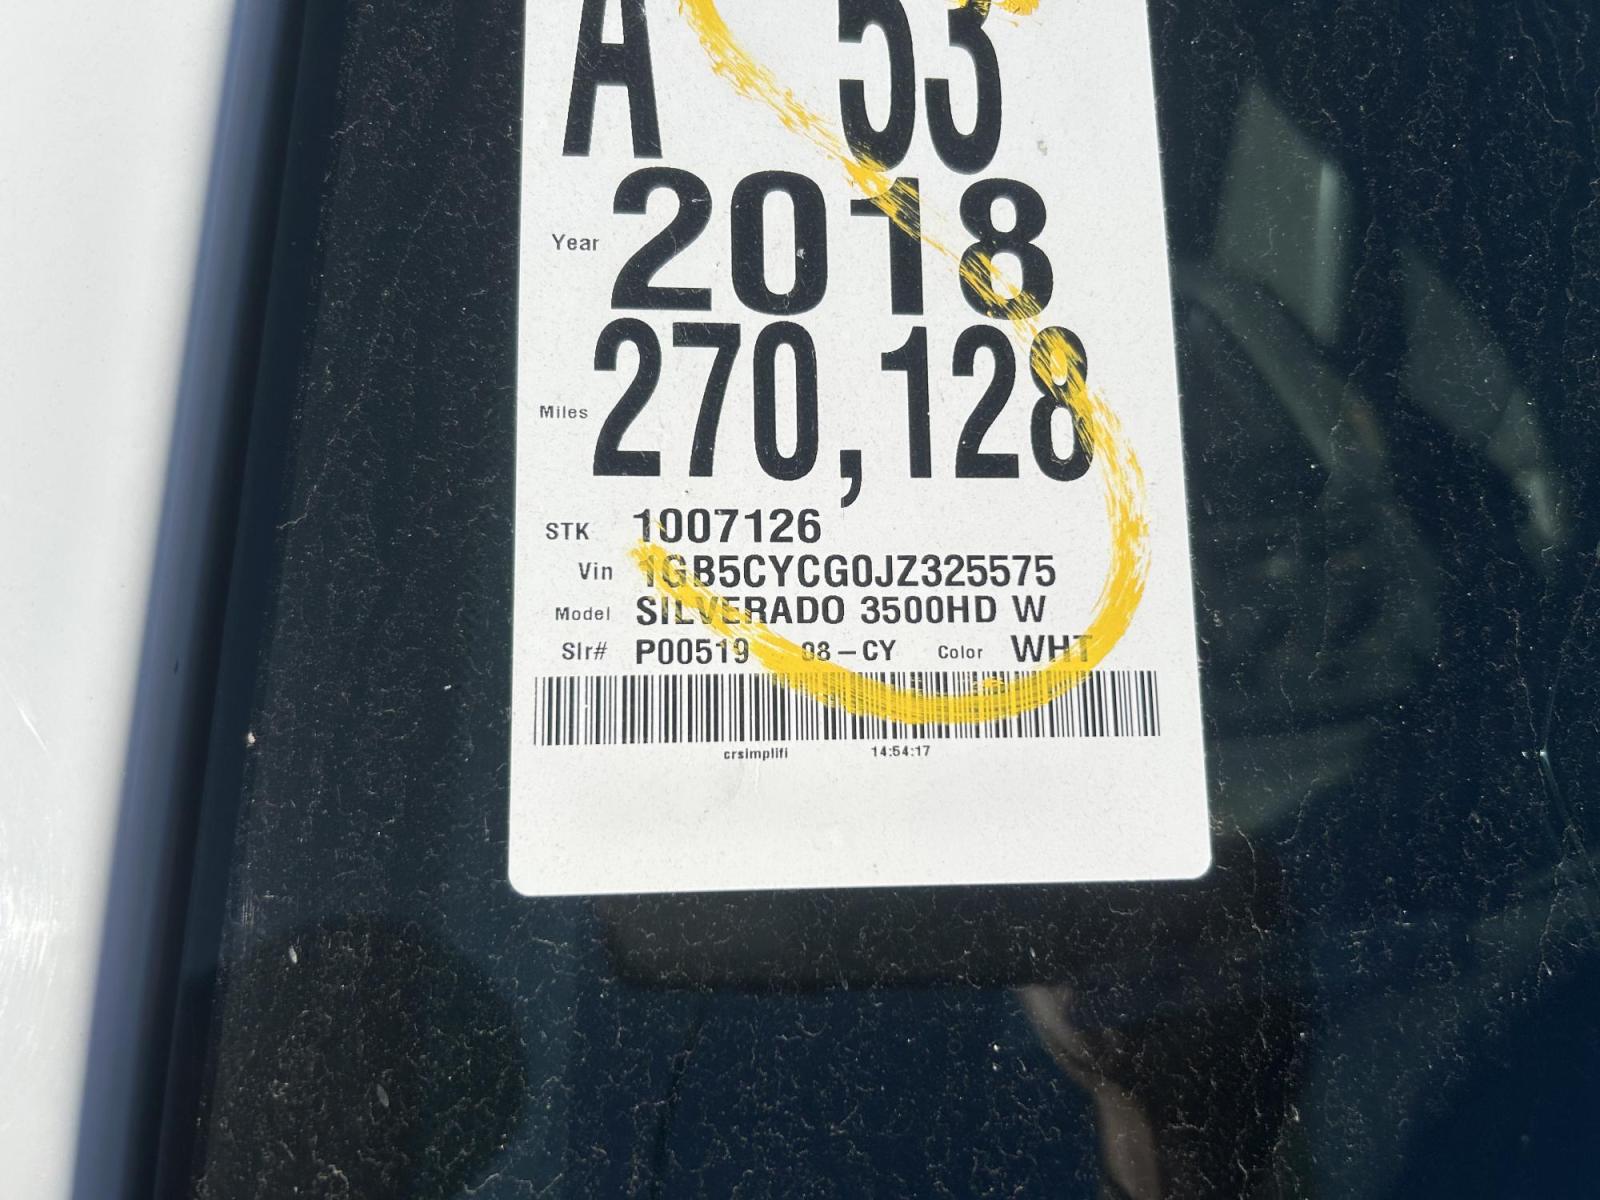 A 53
Year 2018
Miles 270,128
STK 1007126
Vin 1GB5CYCG0JZ325575
Model SILVERADO 3500HD W
Slr# P00519 98-CY Color WHT
crsimplifi 14:54:17